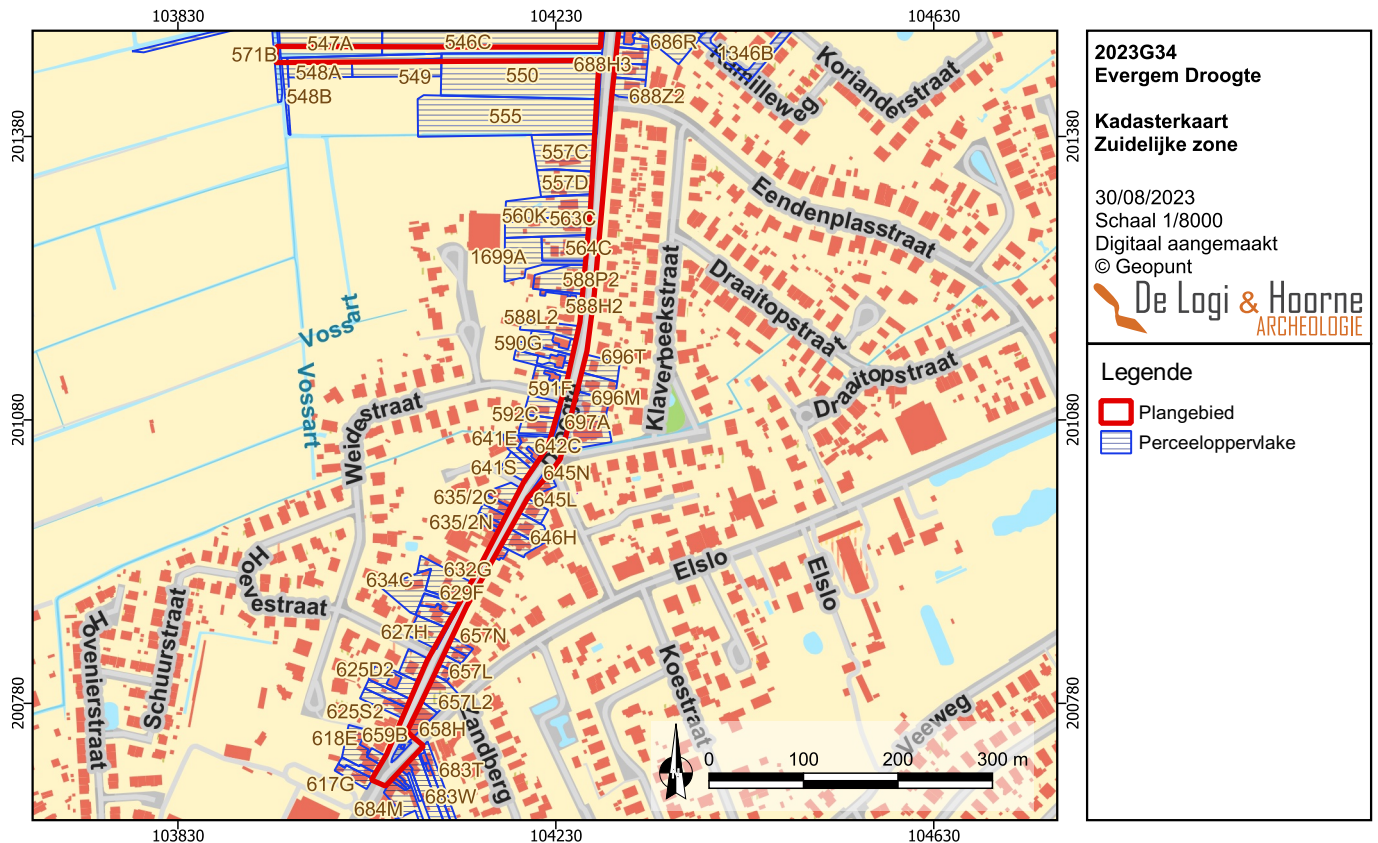 103830
104230
104630
201380
201080
200780
201380
201080
200780
103830
104230
104630
547A
546C
571B
548A
549
550
548B
555
688H3
686R
1346B
688Z2
Kamilleweg
Korianderstraat
557C
557D
560K
563C
564C
1699A
588P2
588H2
588L2
590G
696T
591F
696M
592C
697A
641E
642C
641S
645N
635/2C
645L
635/2N
646H
632G
634C
629F
627H
657N
625D2
657L
625S2
657L2
618E
659B
658H
617G
683T
683W
684M
Eendenplasstraat
Draaitopstraat
Draaitopstraat
Klaverbeekstraat
Vossart
Vossart
Weidestraat
Hoevestraat
Schuurstraat
Hovenierstraat
Elslo
Elslo
Koestraat
Zandberg
Veeweg
N
0 100 200 300 m
2023G34
Evergem Droogte
Kadasterkaart
Zuidelijke zone
30/08/2023
Schaal 1/8000
Digitaal aangemaakt
© Geopunt
De Logi & Hoorne
ARCHEOLOGIE
Legende
Plangebied
Perceeloppervlake